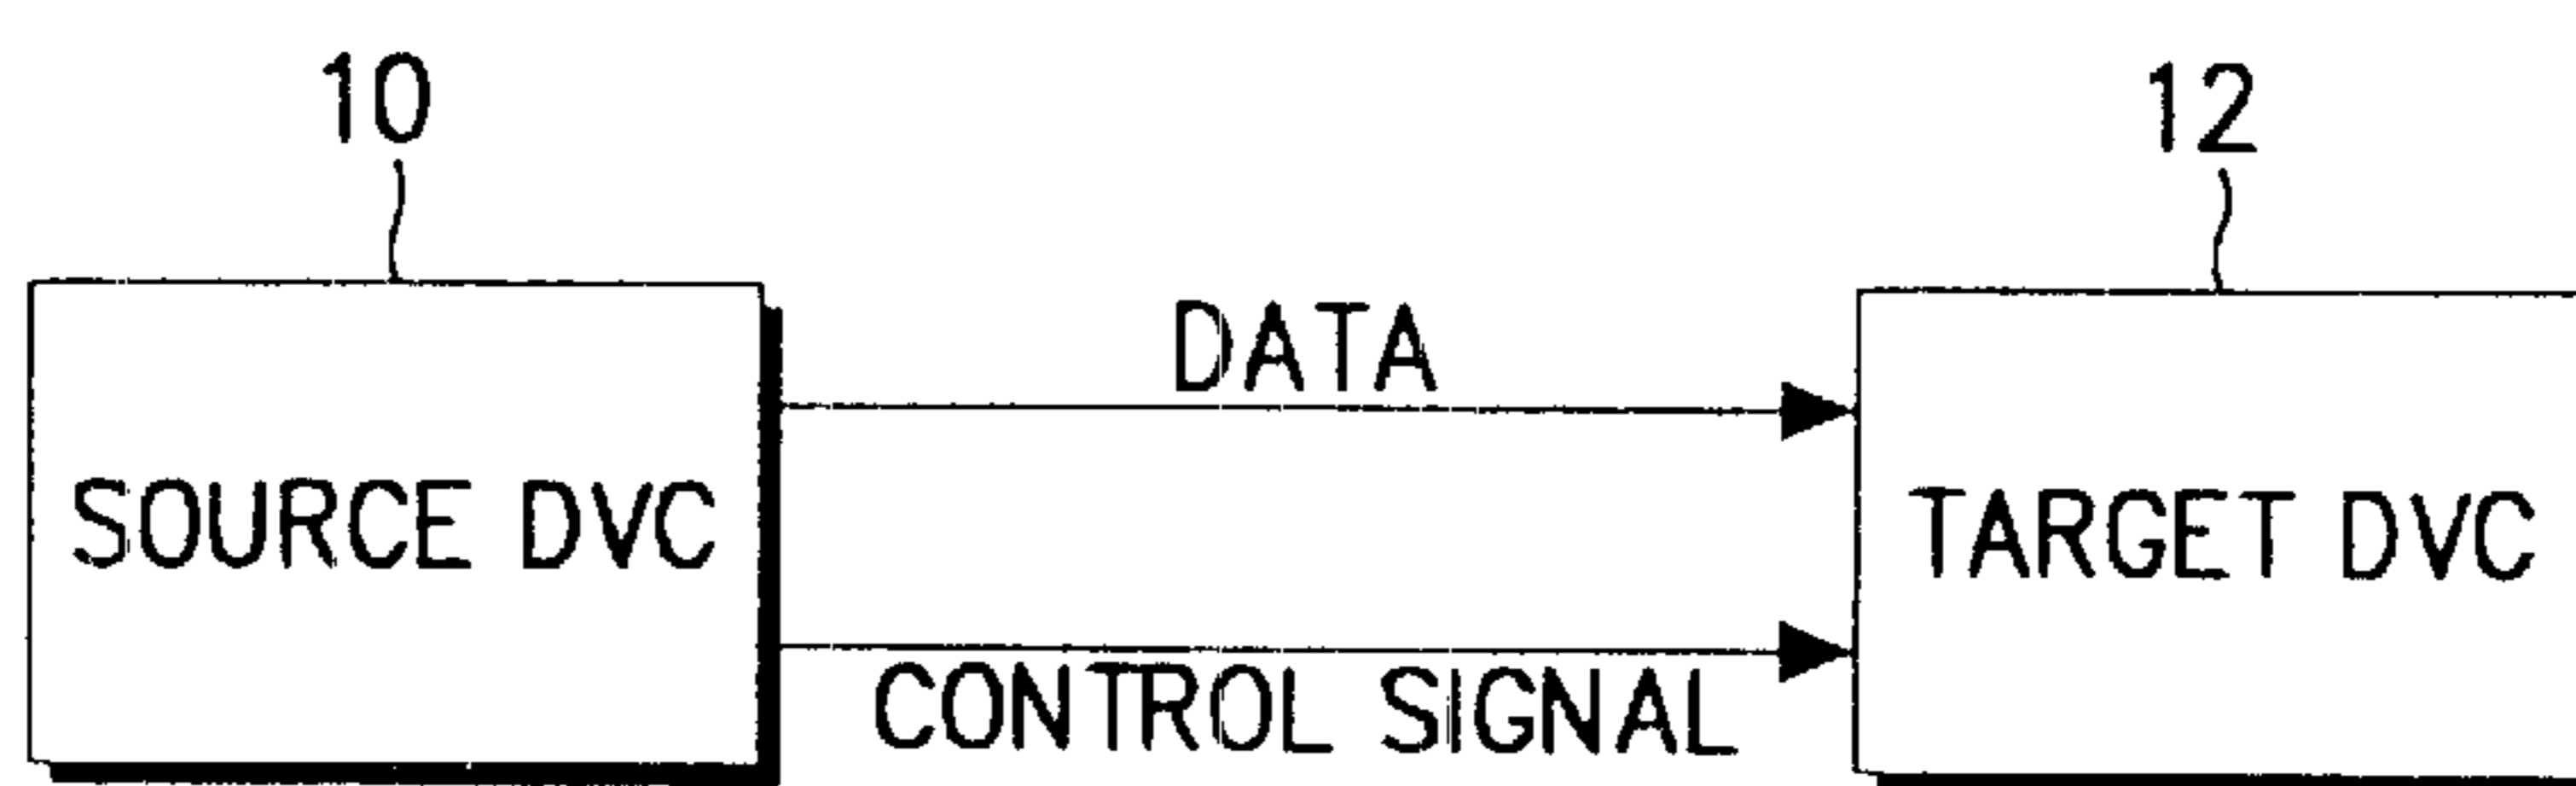 10
12
DATA
SOURCE DVC
TARGET DVC
CONTROL SIGNAL